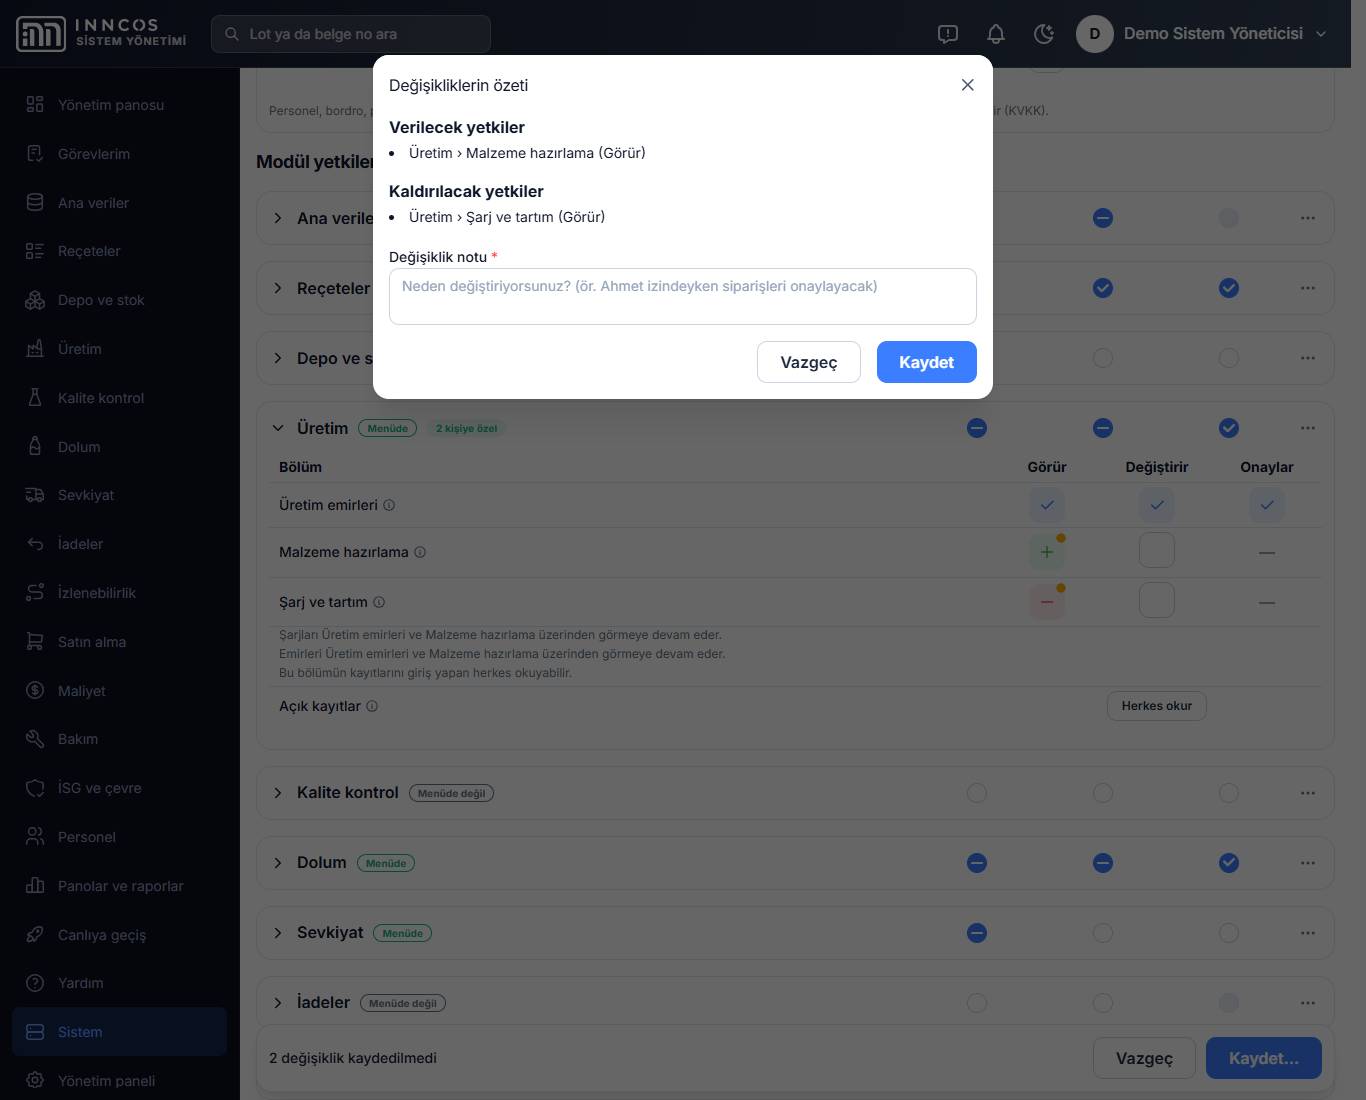 INNCOS
SİSTEM YÖNETİMİ
Lot ya da belge no ara
D
Demo Sistem Yöneticisi
Yönetim panosu
Görevlerim
Ana veriler
Reçeteler
Depo ve stok
Üretim
Kalite kontrol
Dolum
Sevkiyat
İadeler
İzlenebilirlik
Satın alma
Maliyet
Bakım
İSG ve çevre
Personel
Panolar ve raporlar
Canlıya geçiş
Yardım
Sistem
Yönetim paneli
Personel, bordro,
(KVKK).
Modül yetkiler
Değişikliklerin özeti
Verilecek yetkiler
• Üretim › Malzeme hazırlama (Görür)
Kaldırılacak yetkiler
• Üretim › Şarj ve tartım (Görür)
Değişiklik notu *
Neden değiştiriyorsunuz? (ör. Ahmet izindeyken siparişleri onaylayacak)
Vazgeç
Kaydet
Ana verile
Reçeteler
Depo ve s
Üretim Menüde 2 kişiye özel
Bölüm Görür Değiştirir Onaylar
Üretim emirleri
Malzeme hazırlama —
Şarj ve tartım —
Şarjları Üretim emirleri ve Malzeme hazırlama üzerinden görmeye devam eder.
Emirleri Üretim emirleri ve Malzeme hazırlama üzerinden görmeye devam eder.
Bu bölümün kayıtlarını giriş yapan herkes okuyabilir.
Açık kayıtlar Herkes okur
Kalite kontrol Menüde değil
Dolum Menüde
Sevkiyat Menüde
İadeler Menüde değil
2 değişiklik kaydedilmedi
Vazgeç
Kaydet...